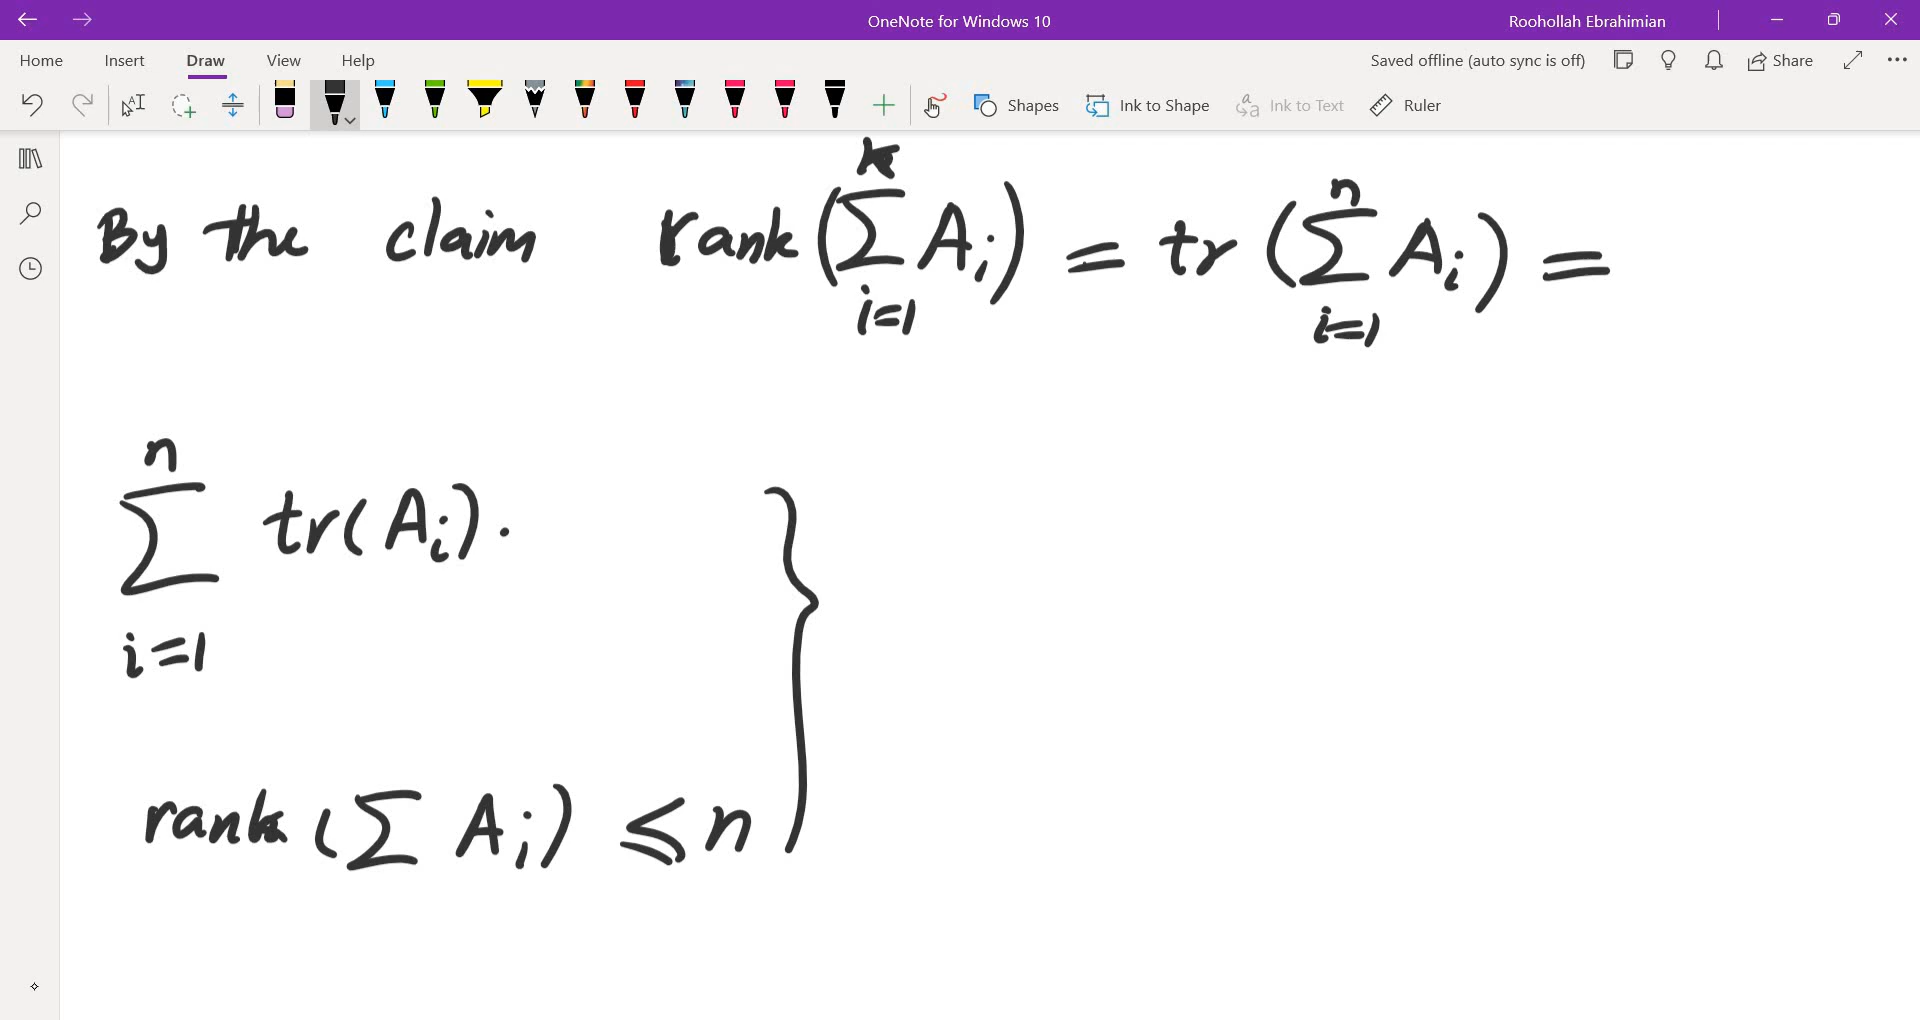 OneNote for Windows 10
Roohollah Ebrahimian
Home Insert Draw View Help
Saved offline (auto sync is off)
Share
Shapes Ink to Shape Ink to Text Ruler
By the claim rank(∑_{i=1}^{k} A_i) = tr(∑_{i=1}^{n} A_i) =
∑_{i=1}^{n} tr(A_i). }
rank(∑ A_i) ⩽ n